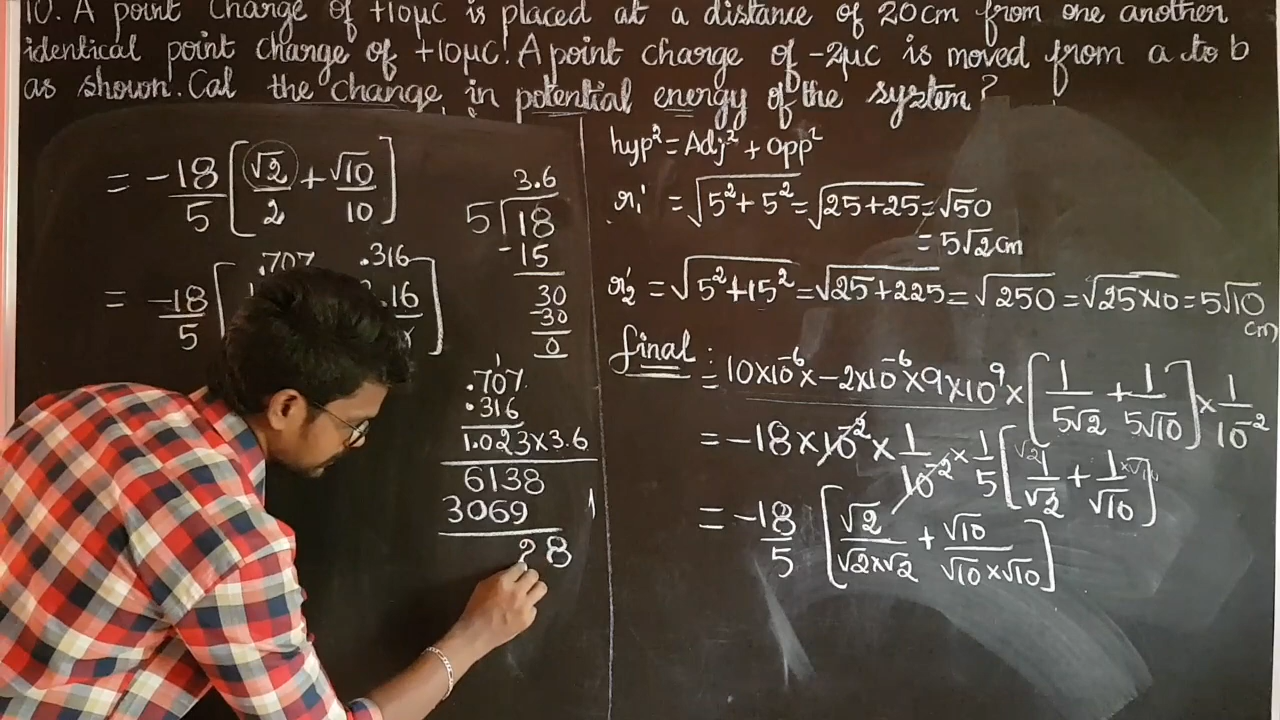 10. A point charge of +10μc is placed at a distance of 20cm from one another
identical point charge of +10μc. A point charge of -2μc is moved from a to b
as shown. Cal the change in potential energy of the system?
= -18/5 [√2/2 + √10/10]
.707 .316
= -18/5 [
3.6
5√18
-15
30
-30
0
1
.707
.316
1.023×3.6
6138
3069
28
hyp² = Adj² + opp²
r₁' = √5²+5² = √25+25 = √50
= 5√2cm
r₂' = √5²+15² = √25+225 = √250 = √25×10 = 5√10
cm
final :
= 10×10⁻⁶×-2×10⁻⁶×9×10⁹×[1/5√2 + 1/5√10]×1/10⁻²
= -18×10⁻²×1/10⁻²×1/5[1/√2 + 1/√10]
= -18/5 [√2/√2×√2 + √10/√10×√10]